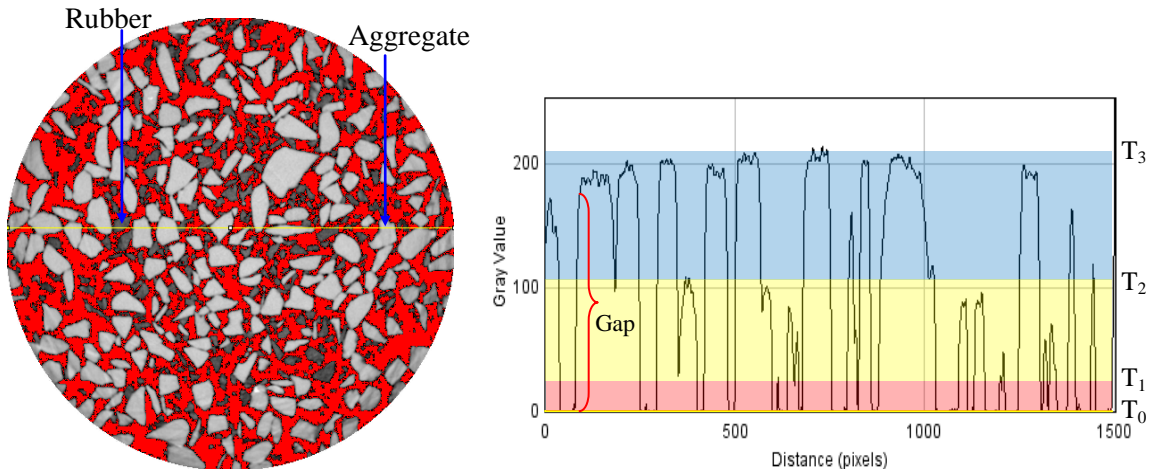 Rubber
Aggregate
Gray Value
200
100
0
Gap
T₃
T₂
T₁
T₀
0
500
1000
1500
Distance (pixels)